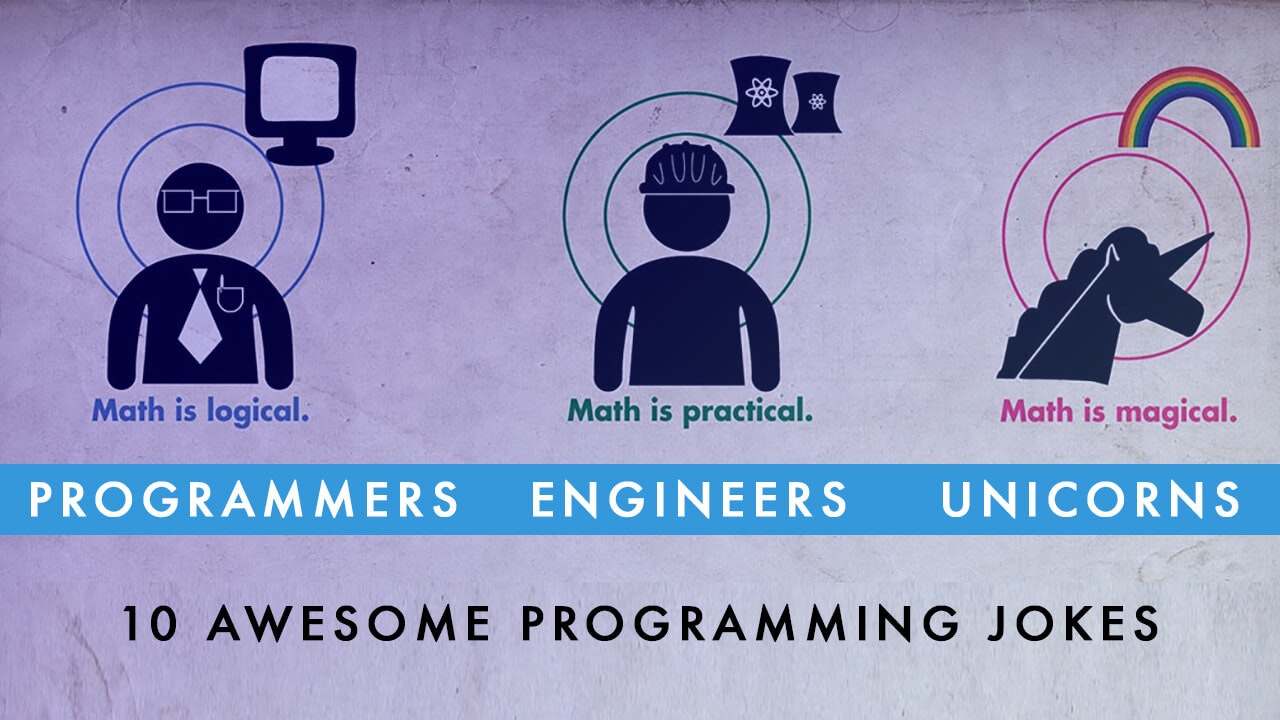 Math is logical.
Math is practical.
Math is magical.
PROGRAMMERS ENGINEERS UNICORNS
10 AWESOME PROGRAMMING JOKES